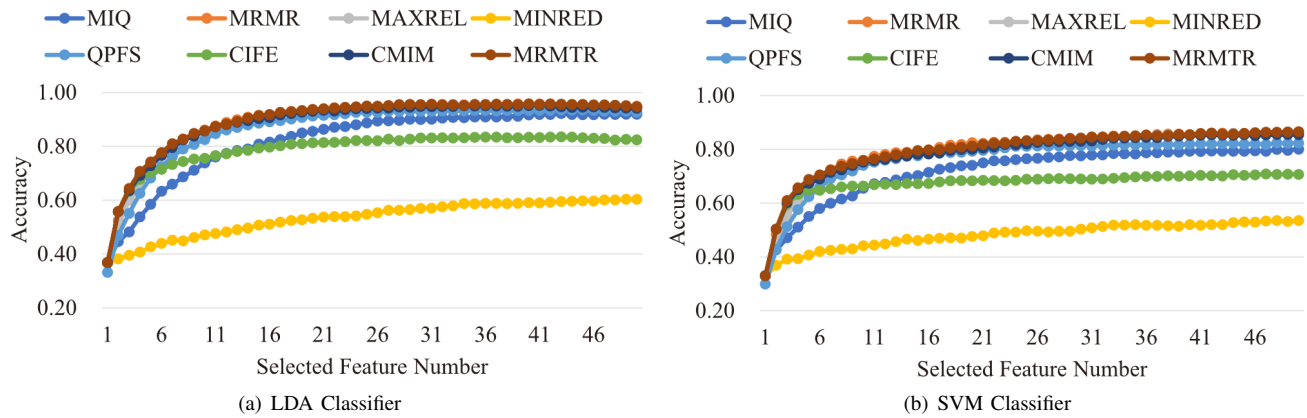 MIQ MRMR MAXREL MINRED
QPFS CIFE CMIM MRMTR
1.00
0.80
0.60
0.40
0.20
Accuracy
1 6 11 16 21 26 31 36 41 46
Selected Feature Number
(a) LDA Classifier
MIQ MRMR MAXREL MINRED
QPFS CIFE CMIM MRMTR
1.00
0.80
0.60
0.40
0.20
Accuracy
1 6 11 16 21 26 31 36 41 46
Selected Feature Number
(b) SVM Classifier